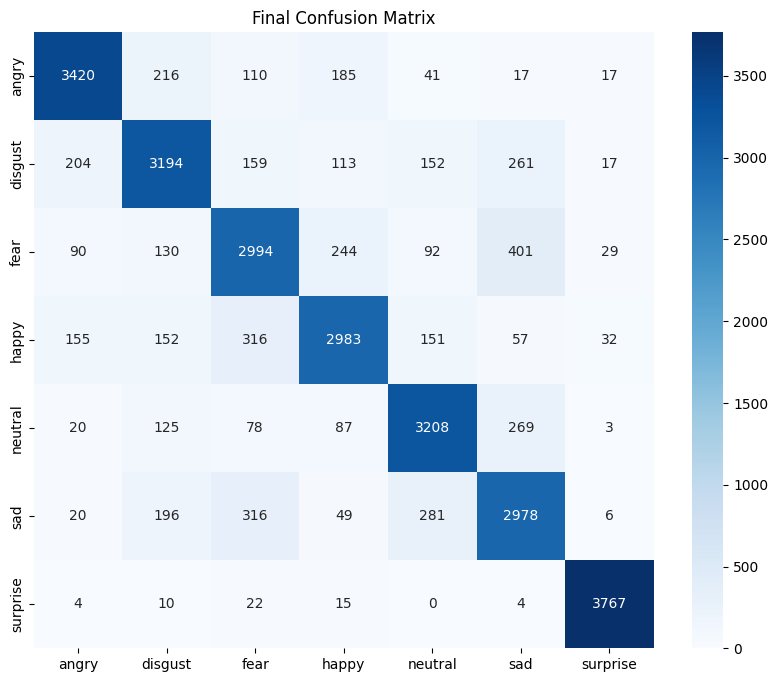 Final Confusion Matrix
angry 3420 216 110 185 41 17 17
disgust 204 3194 159 113 152 261 17
fear 90 130 2994 244 92 401 29
happy 155 152 316 2983 151 57 32
neutral 20 125 78 87 3208 269 3
sad 20 196 316 49 281 2978 6
surprise 4 10 22 15 0 4 3767
angry disgust fear happy neutral sad surprise
3500
3000
2500
2000
1500
1000
500
0